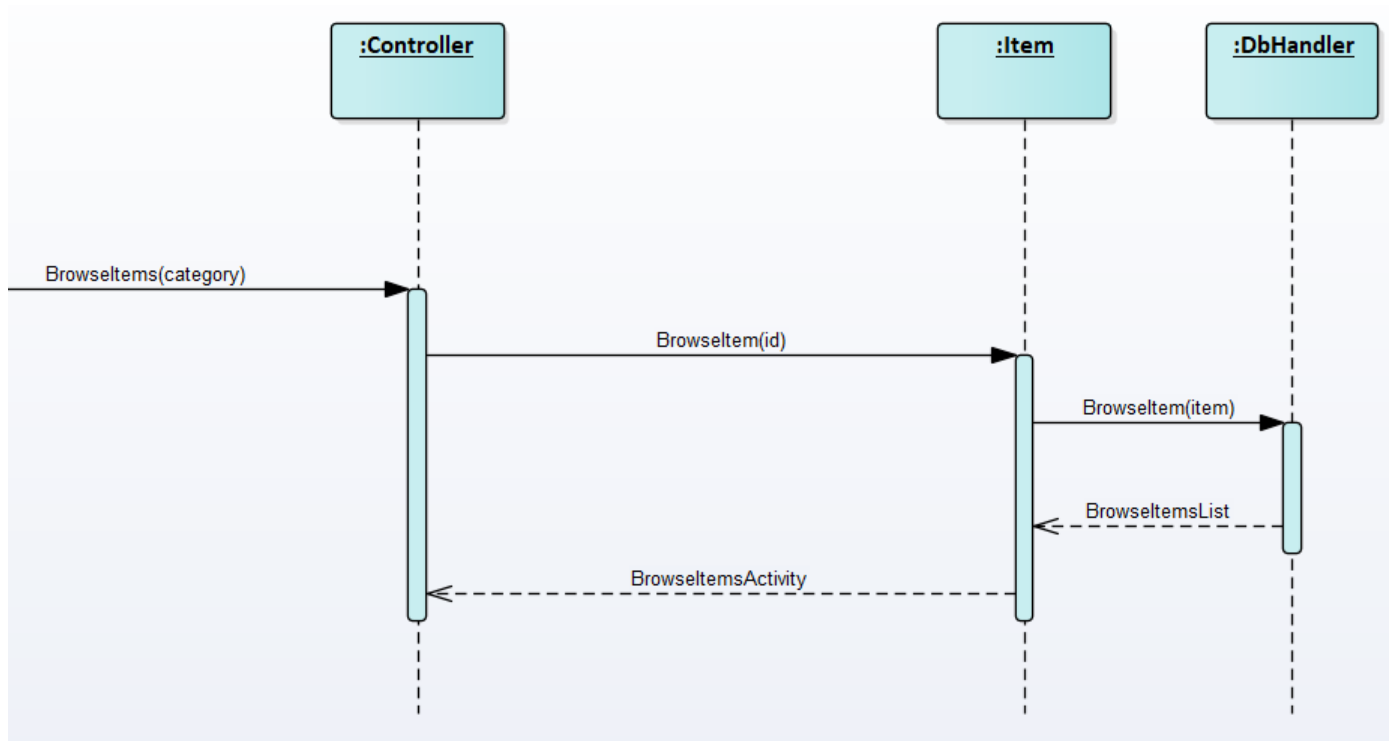 :Controller
:Item
:DbHandler
BrowseItems(category)
BrowseItem(id)
BrowseItem(item)
BrowseItemsList
BrowseItemsActivity